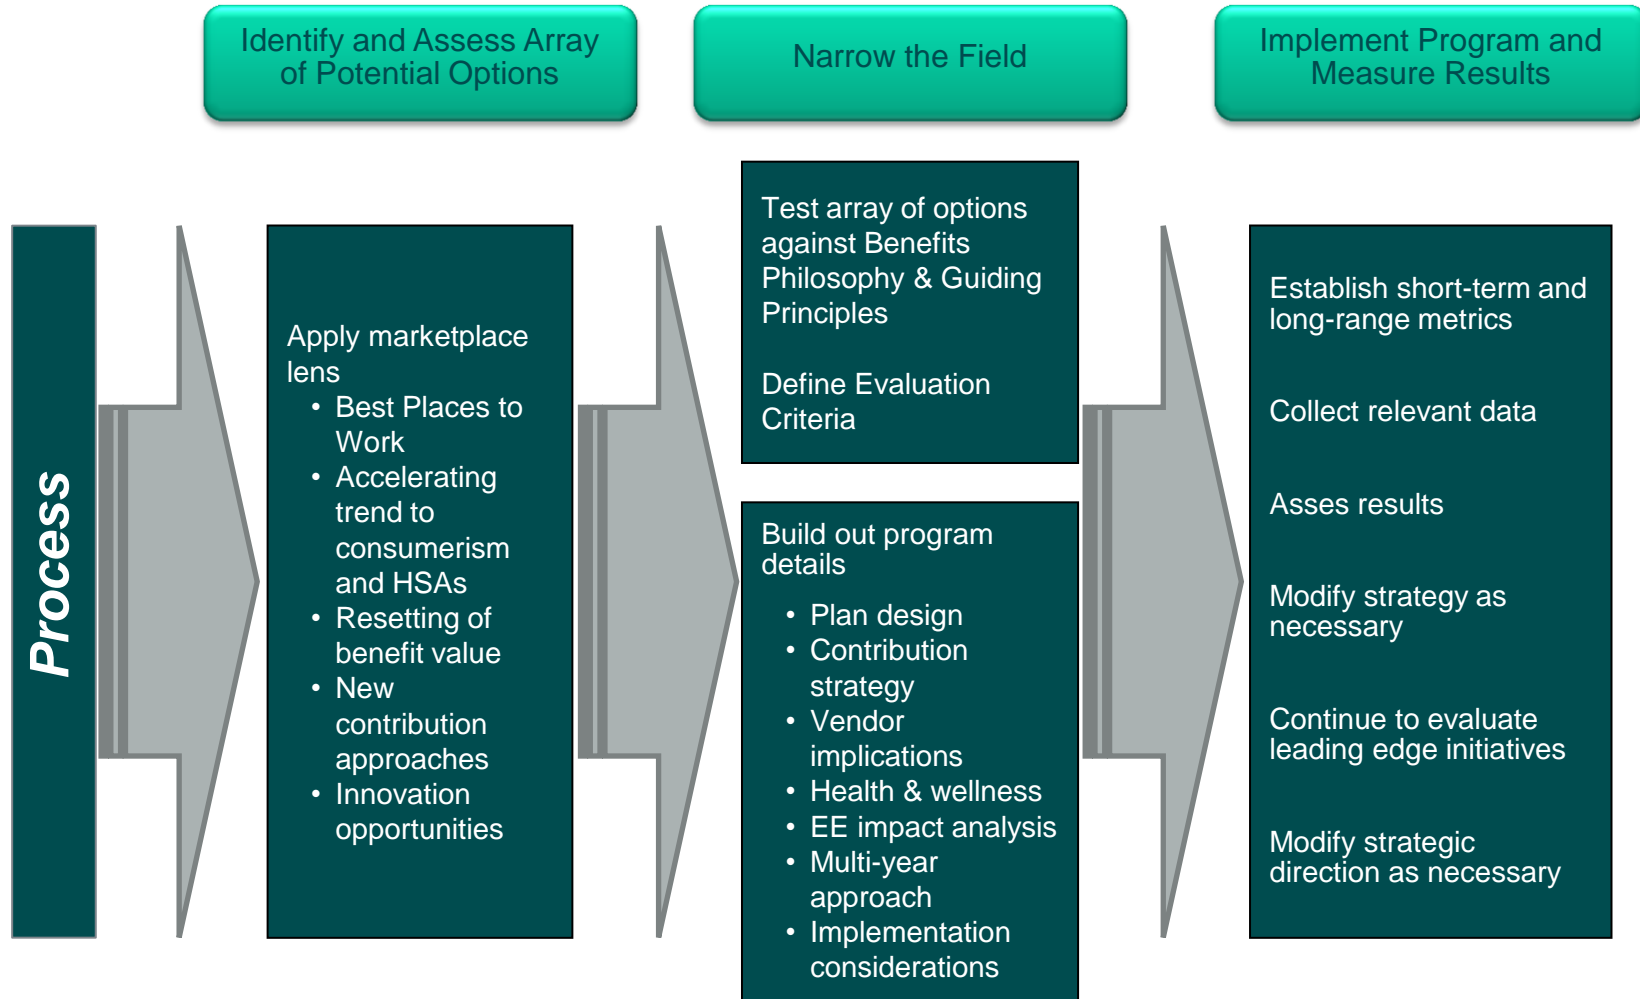 Identify and Assess Array
of Potential Options
Narrow the Field
Implement Program and
Measure Results
Process
Apply marketplace
lens
• Best Places to
Work
• Accelerating
trend to
consumerism
and HSAs
• Resetting of
benefit value
• New
contribution
approaches
• Innovation
opportunities
Test array of options
against Benefits
Philosophy & Guiding
Principles
Define Evaluation
Criteria
Build out program
details
• Plan design
• Contribution
strategy
• Vendor
implications
• Health & wellness
• EE impact analysis
• Multi-year
approach
• Implementation
considerations
Establish short-term and
long-range metrics
Collect relevant data
Asses results
Modify strategy as
necessary
Continue to evaluate
leading edge initiatives
Modify strategic
direction as necessary